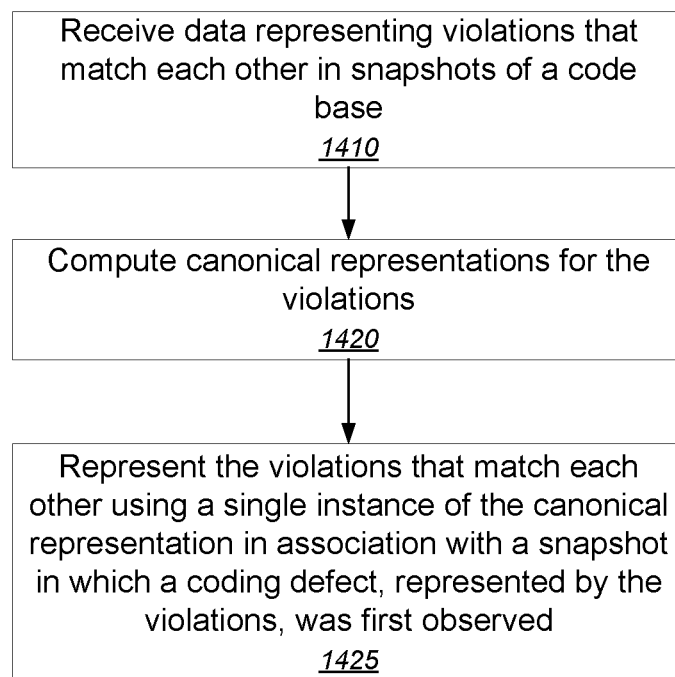 Receive data representing violations that
match each other in snapshots of a code
base
1410
Compute canonical representations for the
violations
1420
Represent the violations that match each
other using a single instance of the canonical
representation in association with a snapshot
in which a coding defect, represented by the
violations, was first observed
1425